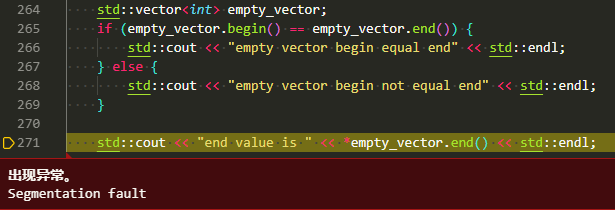 264 std::vector<int> empty_vector;
265 if (empty_vector.begin() == empty_vector.end()) {
266 std::cout << "empty vector begin equal end" << std::endl;
267 } else {
268 std::cout << "empty vector begin not equal end" << std::endl;
269 }
270
271 std::cout << "end value is " << *empty_vector.end() << std::endl;
出现异常。
Segmentation fault